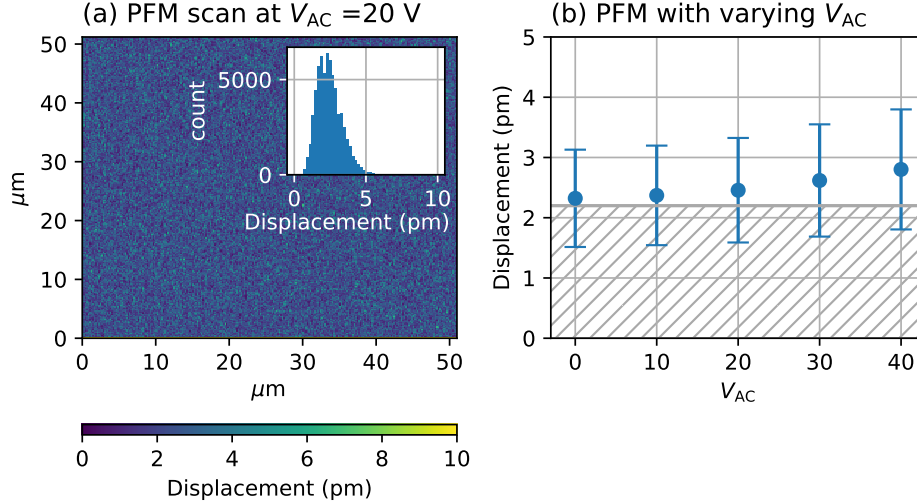 (a) PFM scan at V_AC =20 V
50
40
30
20
10
0
μm
0 10 20 30 40 50
μm
5000
0
count
0 5 10
Displacement (pm)
0 2 4 6 8 10
Displacement (pm)
(b) PFM with varying V_AC
5
4
3
2
1
0
Displacement (pm)
0 10 20 30 40
V_AC